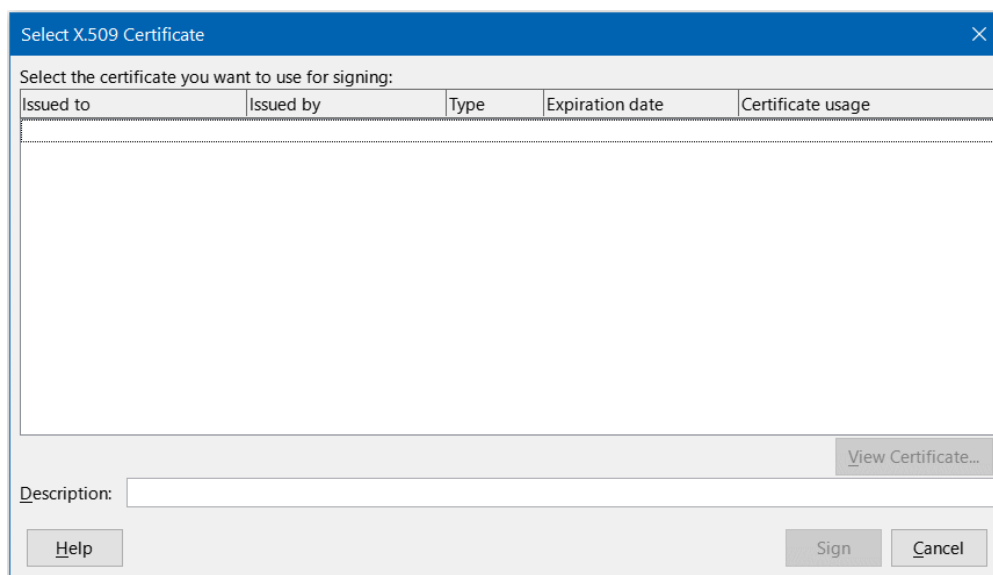 Select X.509 Certificate
Select the certificate you want to use for signing:
Issued to Issued by Type Expiration date Certificate usage
View Certificate...
Description:
Help Sign Cancel